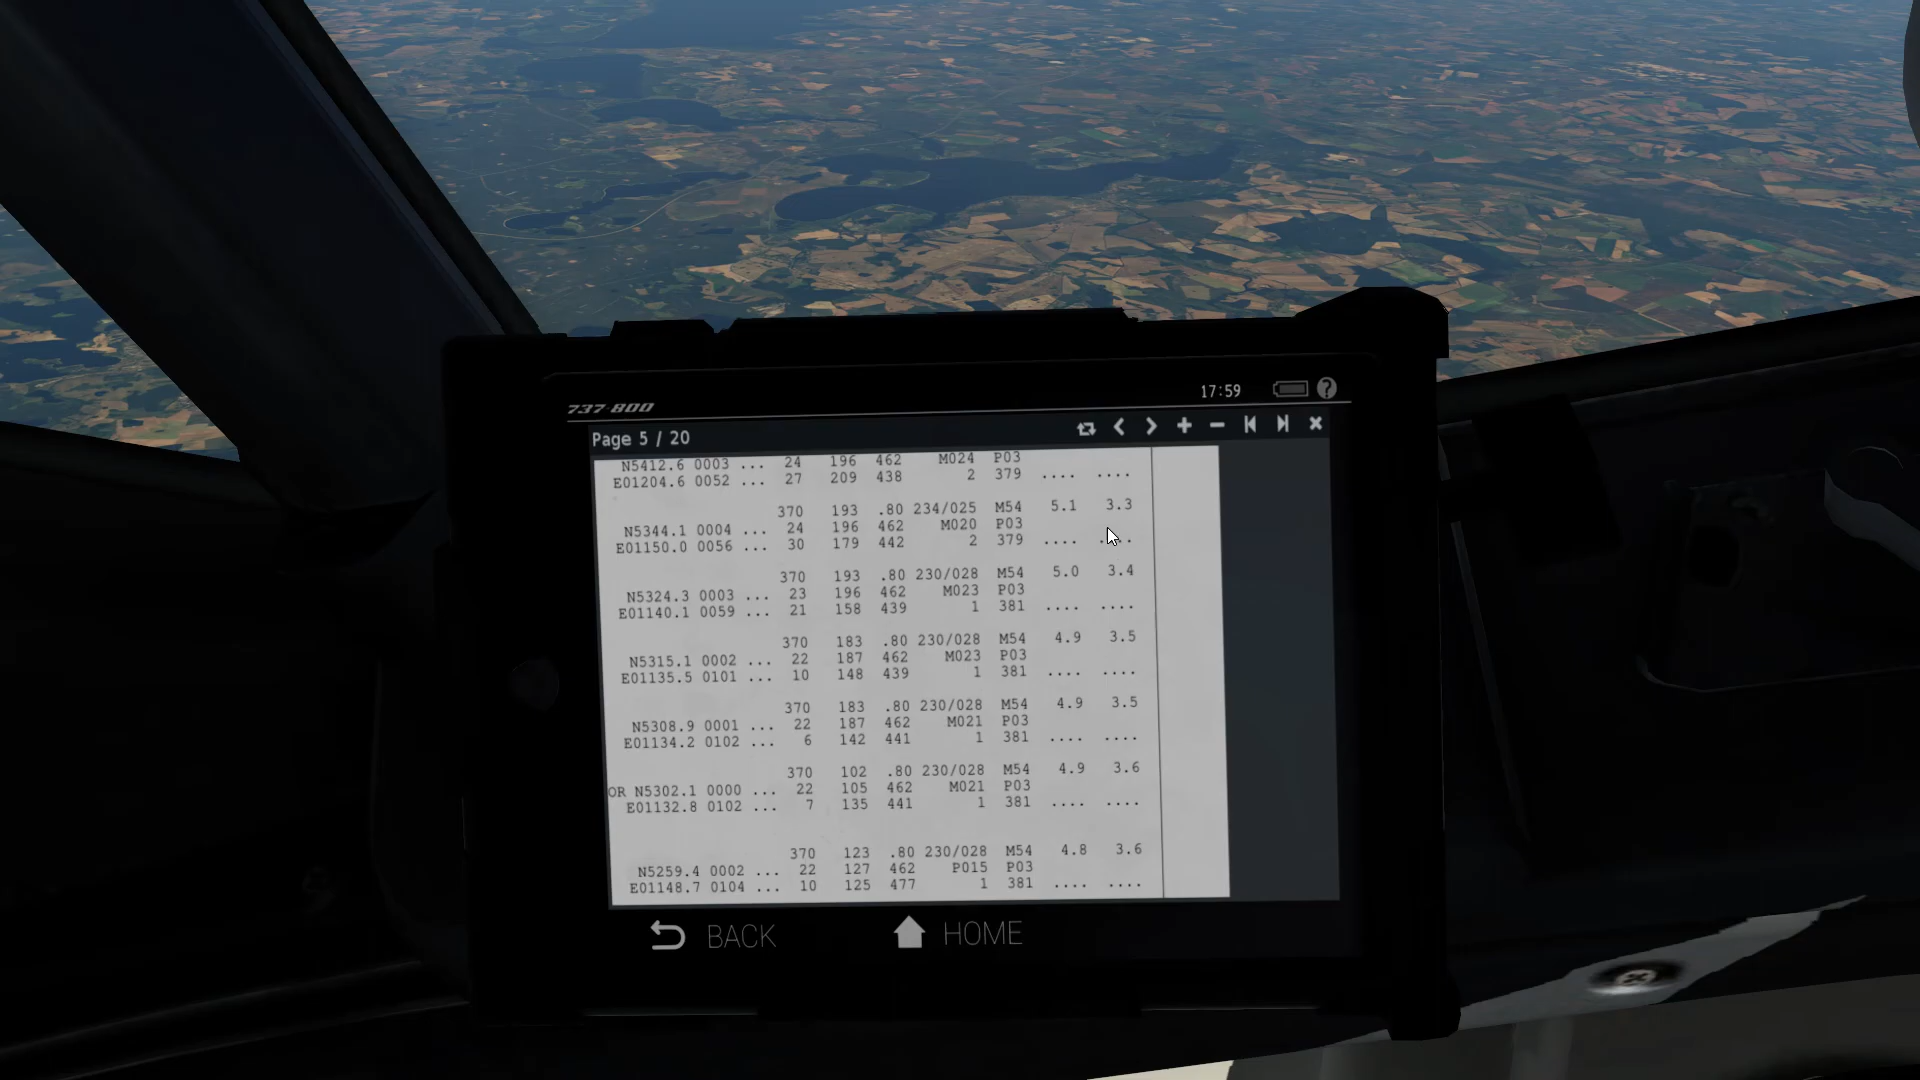 737-800
17:59
?
Page 5 / 20
N5412.6 0003 ... 24 196 462 M024 P03
E01204.6 0052 ... 27 209 438 2 379 .... ....
370 193 .80 234/025 M54 5.1 3.3
N5344.1 0004 ... 24 196 462 M020 P03
E01150.0 0056 ... 30 179 442 2 379 .... ....
370 193 .80 230/028 M54 5.0 3.4
N5324.3 0003 ... 23 196 462 M023 P03
E01140.1 0059 ... 21 158 439 1 381 .... ....
370 183 .80 230/028 M54 4.9 3.5
N5315.1 0002 ... 22 187 462 M023 P03
E01135.5 0101 ... 10 148 439 1 381 .... ....
370 183 .80 230/028 M54 4.9 3.5
N5308.9 0001 ... 22 187 462 M021 P03
E01134.2 0102 ... 6 142 441 1 381 .... ....
370 102 .80 230/028 M54 4.9 3.6
OR N5302.1 0000 ... 22 105 462 M021 P03
E01132.8 0102 ... 7 135 441 1 381 .... ....
370 123 .80 230/028 M54 4.8 3.6
N5259.4 0002 ... 22 127 462 P015 P03
E01148.7 0104 ... 10 125 477 1 381 .... ....
BACK HOME